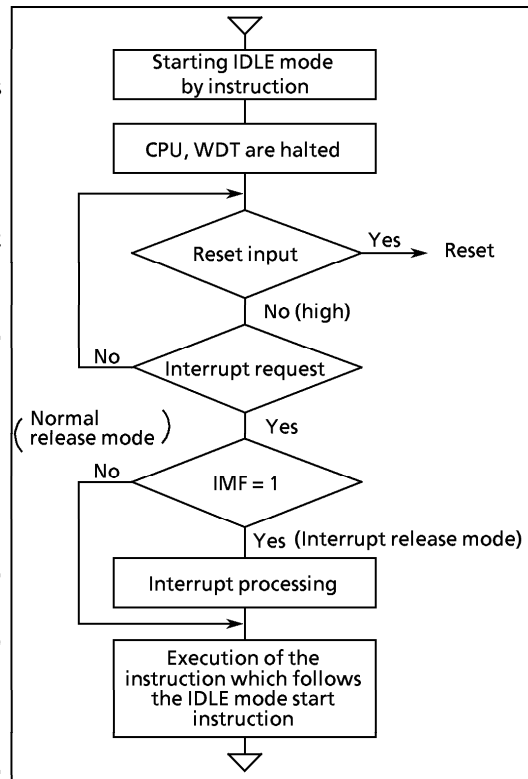 Starting IDLE mode
by instruction
CPU, WDT are halted
Reset input
Yes
Reset
No (high)
No
Interrupt request
(Normal
release mode)
Yes
No
IMF = 1
Yes (Interrupt release mode)
Interrupt processing
Execution of the
instruction which follows
the IDLE mode start
instruction